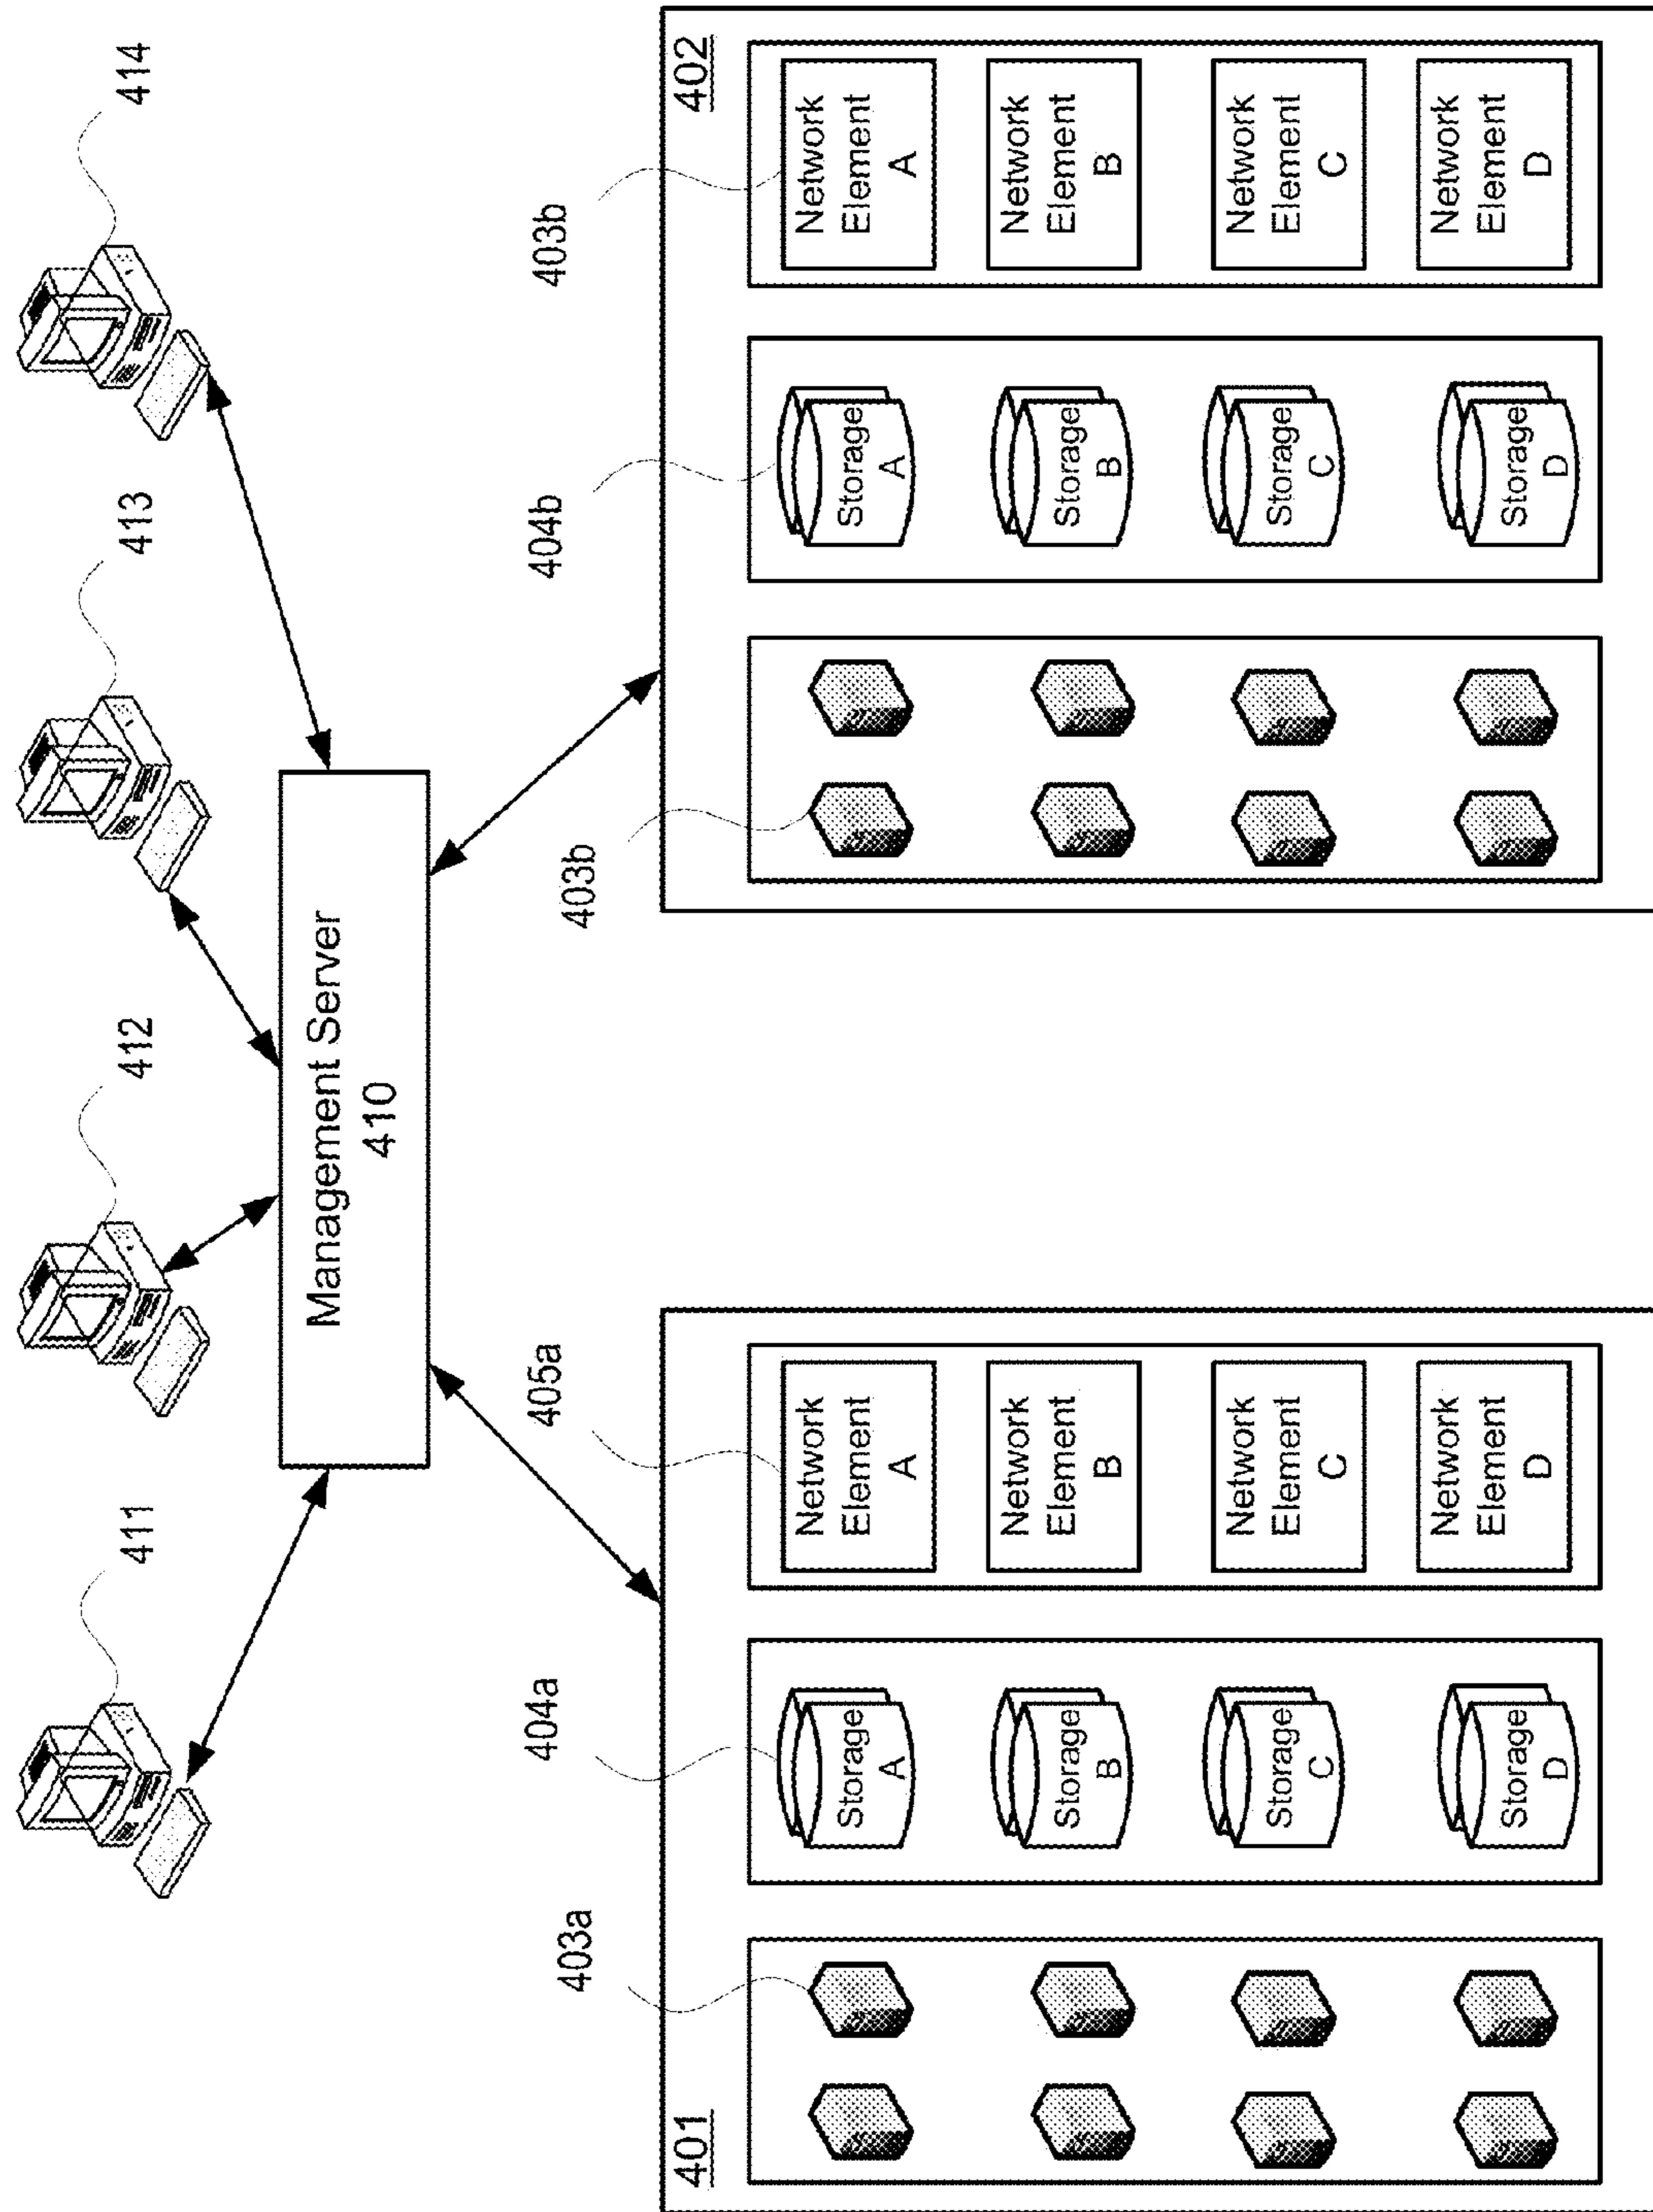 411
412
413
414
Management Server
410
403a
404a
405a
403b
404b
403b
401
Storage
A
Storage
B
Storage
C
Storage
D
Network
Element
A
Network
Element
B
Network
Element
C
Network
Element
D
402
Storage
A
Storage
B
Storage
C
Storage
D
Network
Element
A
Network
Element
B
Network
Element
C
Network
Element
D